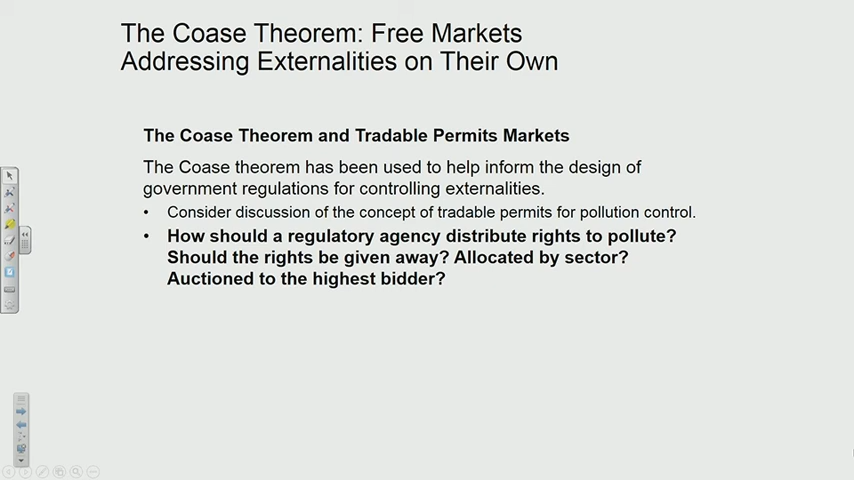 The Coase Theorem: Free Markets
Addressing Externalities on Their Own
The Coase Theorem and Tradable Permits Markets
The Coase theorem has been used to help inform the design of
government regulations for controlling externalities.
• Consider discussion of the concept of tradable permits for pollution control.
• How should a regulatory agency distribute rights to pollute?
Should the rights be given away? Allocated by sector?
Auctioned to the highest bidder?